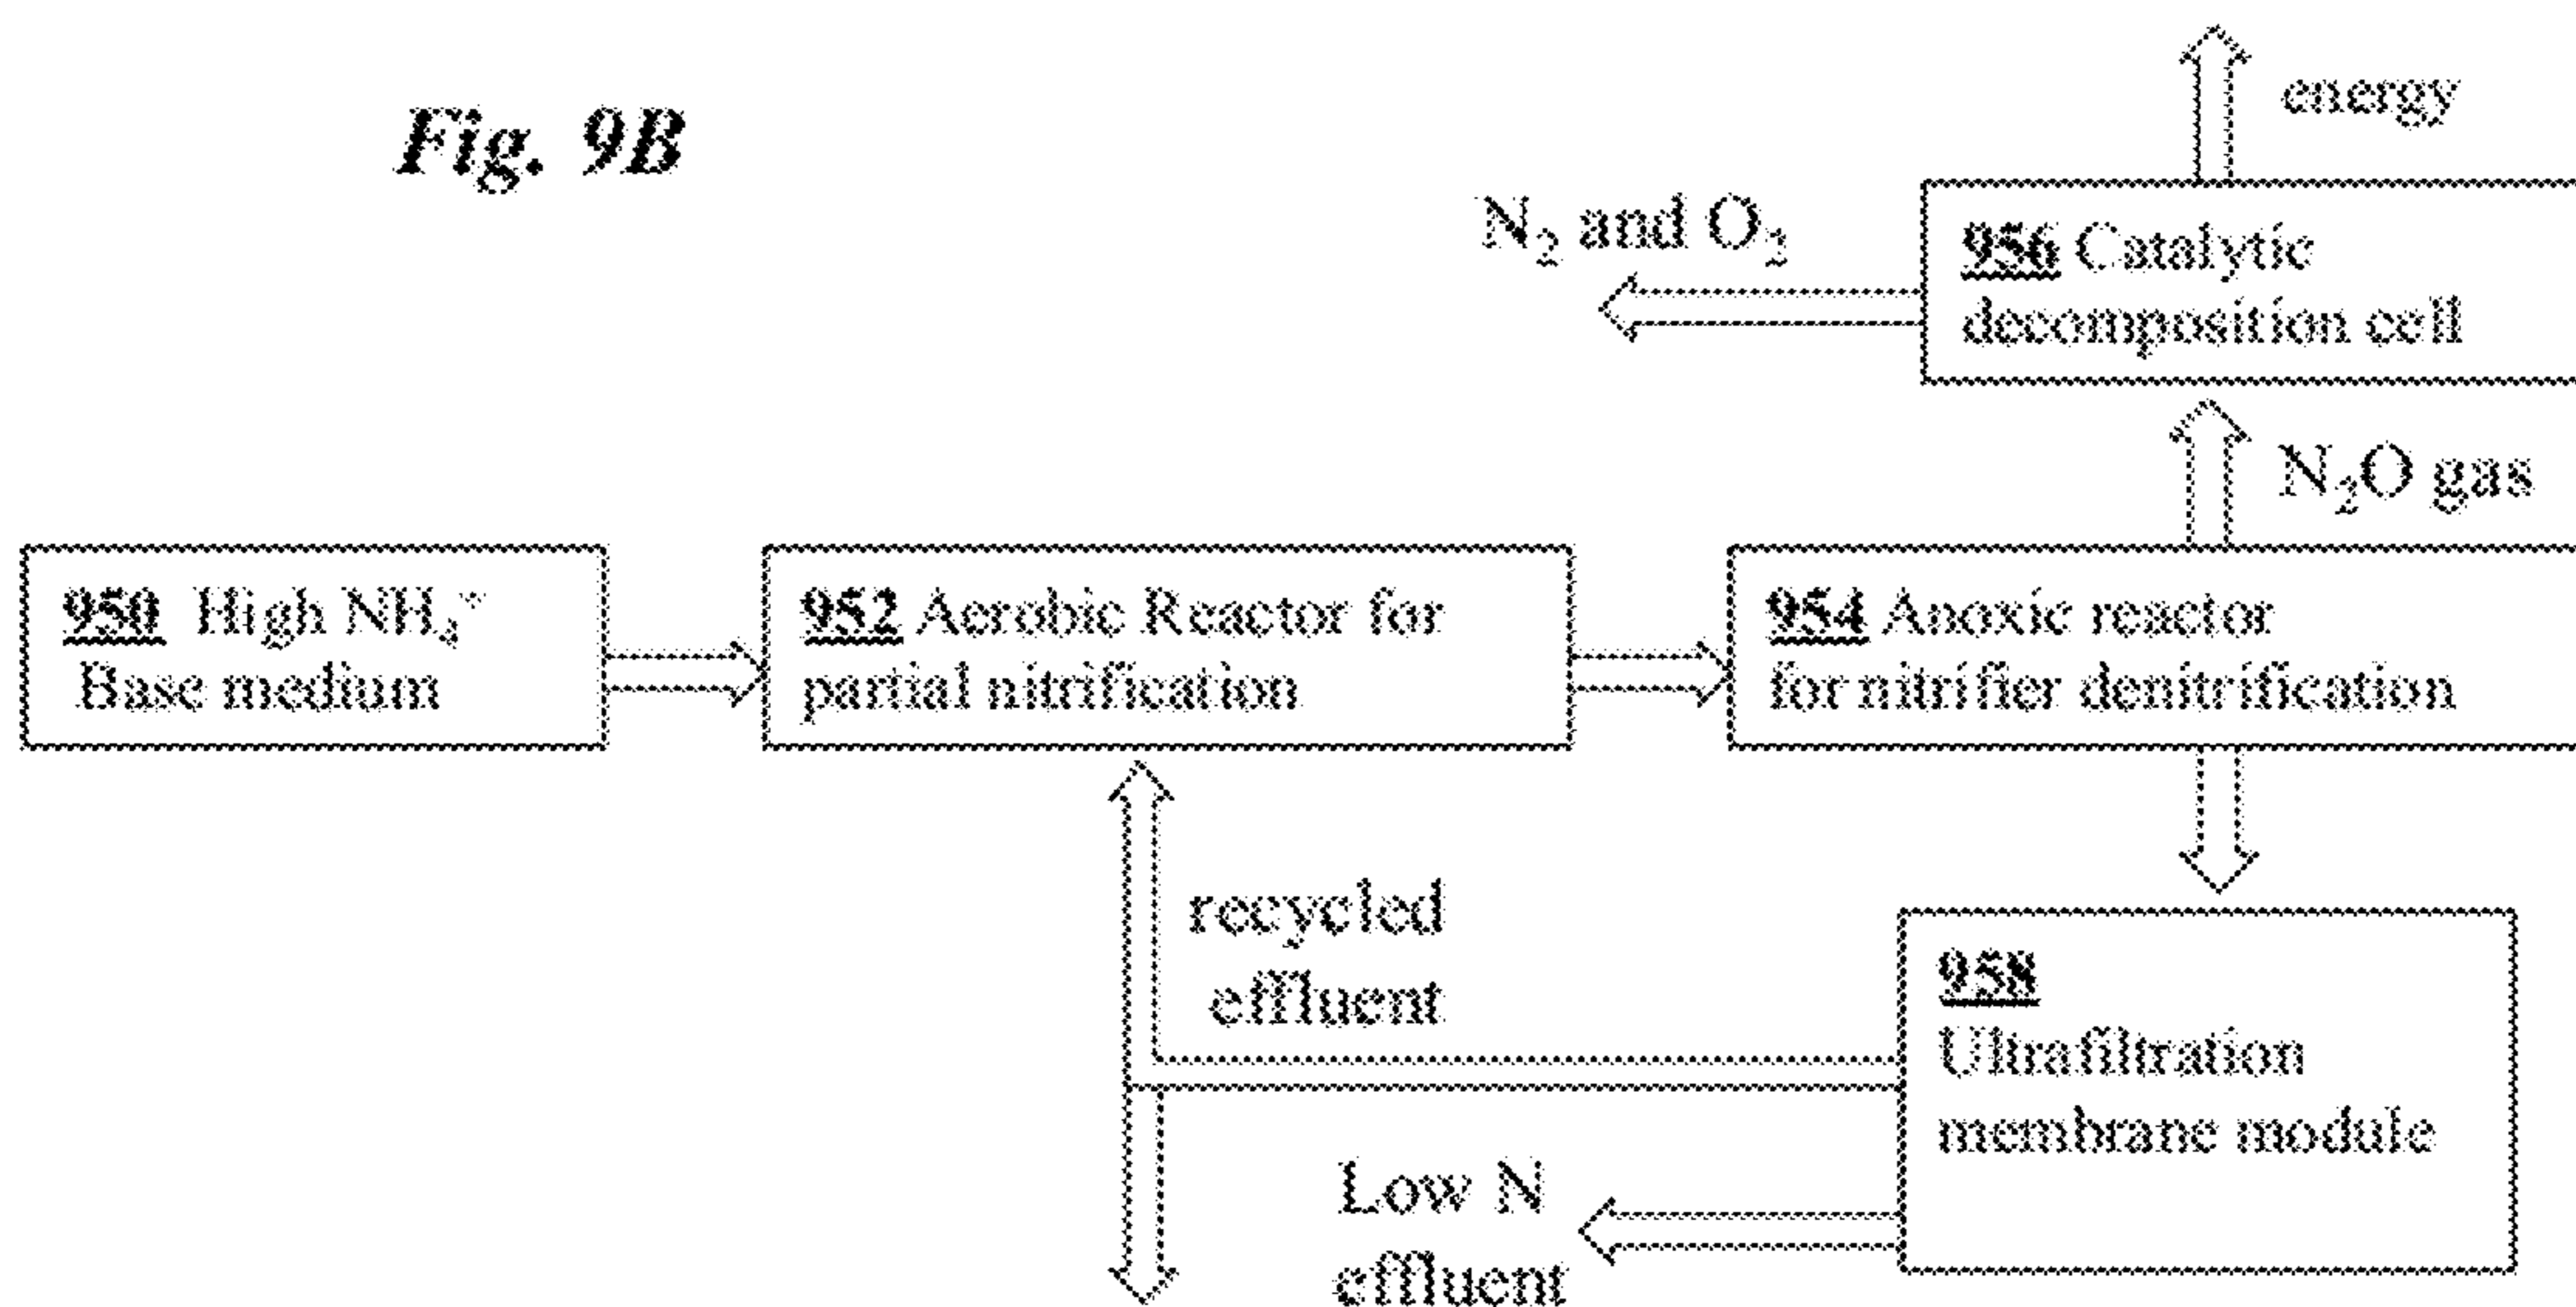 Fig. 9B
energy
N₂ and O₂
956 Catalytic
decomposition cell
N₂O gas
950 High NH₄⁺
Base medium
952 Aerobic Reactor for
partial nitrification
954 Anoxic reactor
for nitrifier denitrification
recycled
effluent
958
Ultrafiltration
membrane module
Low N
effluent